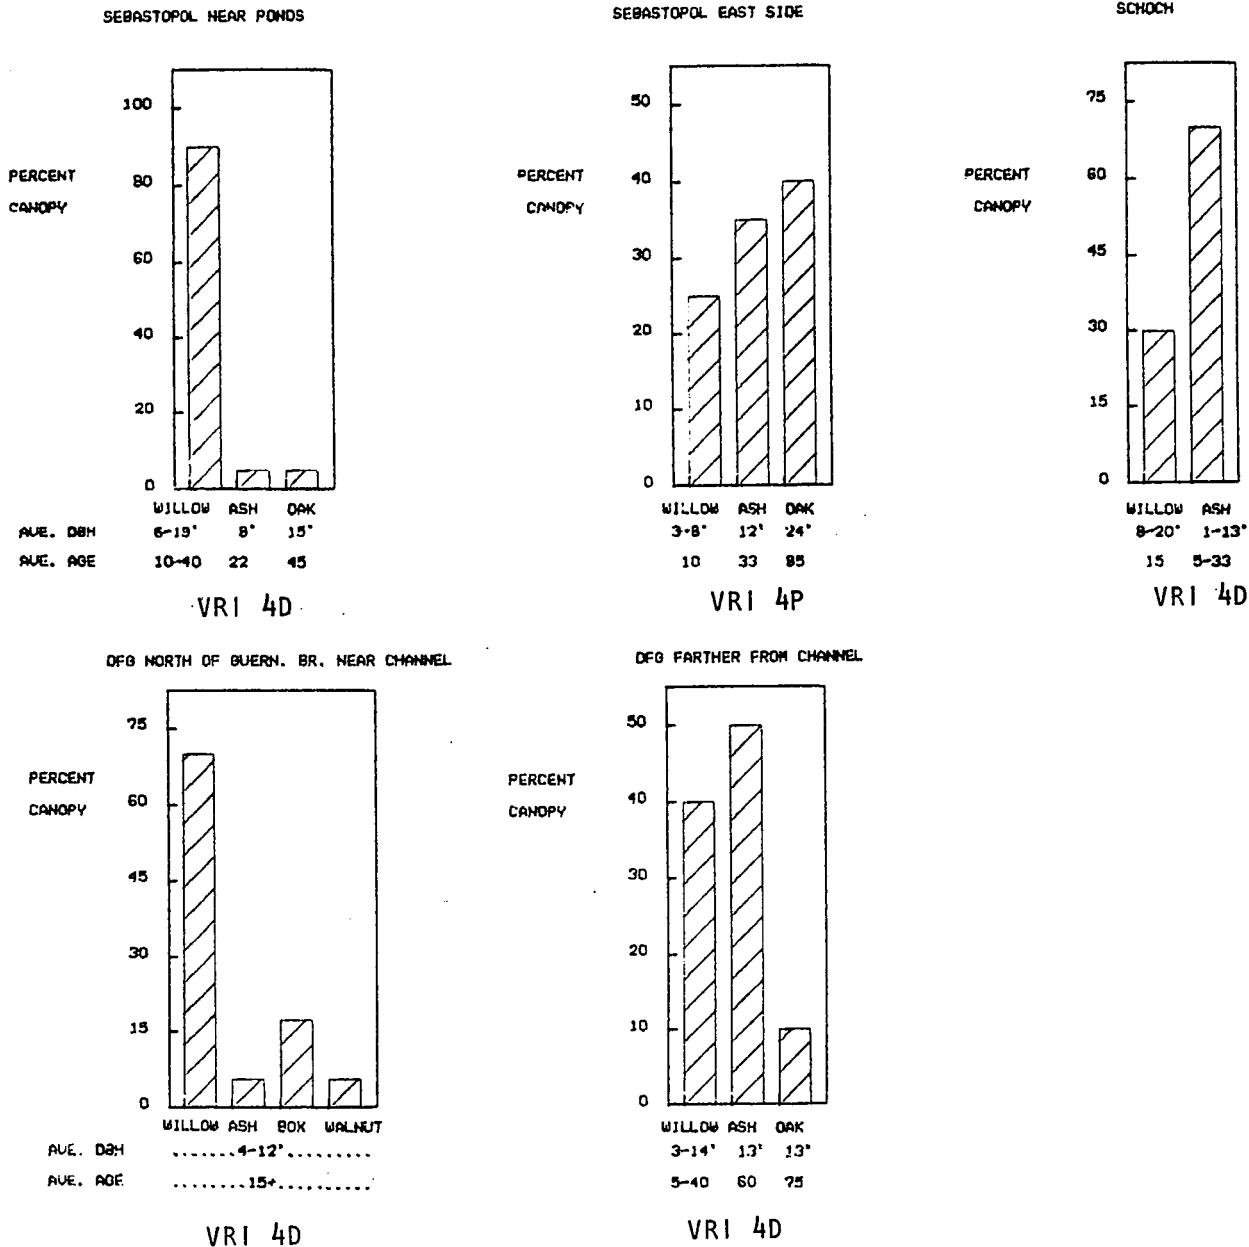 SEBASTOPOL NEAR PONDS
100
80
60
40
20
0
PERCENT
CANOPY
WILLOW ASH OAK
AVE. DBH 6-19" 8" 15"
AVE. AGE 10-40 22 45
VRI 4D
SEBASTOPOL EAST SIDE
50
40
30
20
10
0
PERCENT
CANOPY
WILLOW ASH OAK
3-8" 12" 24"
10 33 85
VRI 4P
SCHOCH
75
60
45
30
15
0
PERCENT
CANOPY
WILLOW ASH
8-20" 1-13"
15 5-33
VRI 4D
DFG NORTH OF GUERN. BR. NEAR CHANNEL
75
60
45
30
15
0
PERCENT
CANOPY
WILLOW ASH BOX WALNUT
AVE. DBH ........4-12"..........
AVE. AGE .........15+...........
VRI 4D
DFG FARTHER FROM CHANNEL
50
40
30
20
10
0
PERCENT
CANOPY
WILLOW ASH OAK
3-14" 13" 13"
5-40 60 75
VRI 4D